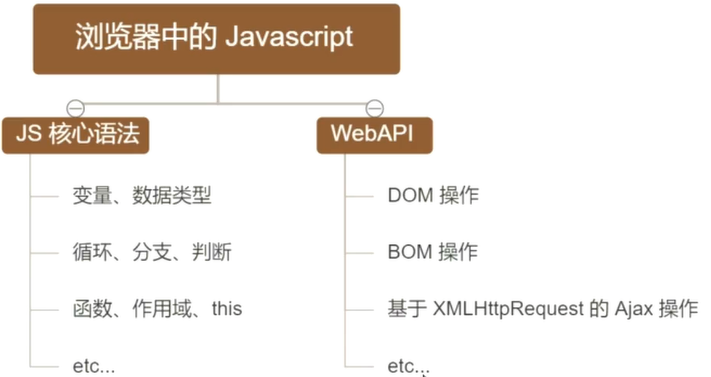 浏览器中的 Javascript
JS 核心语法
变量、数据类型
循环、分支、判断
函数、作用域、this
etc...
WebAPI
DOM 操作
BOM 操作
基于 XMLHttpRequest 的 Ajax 操作
etc...